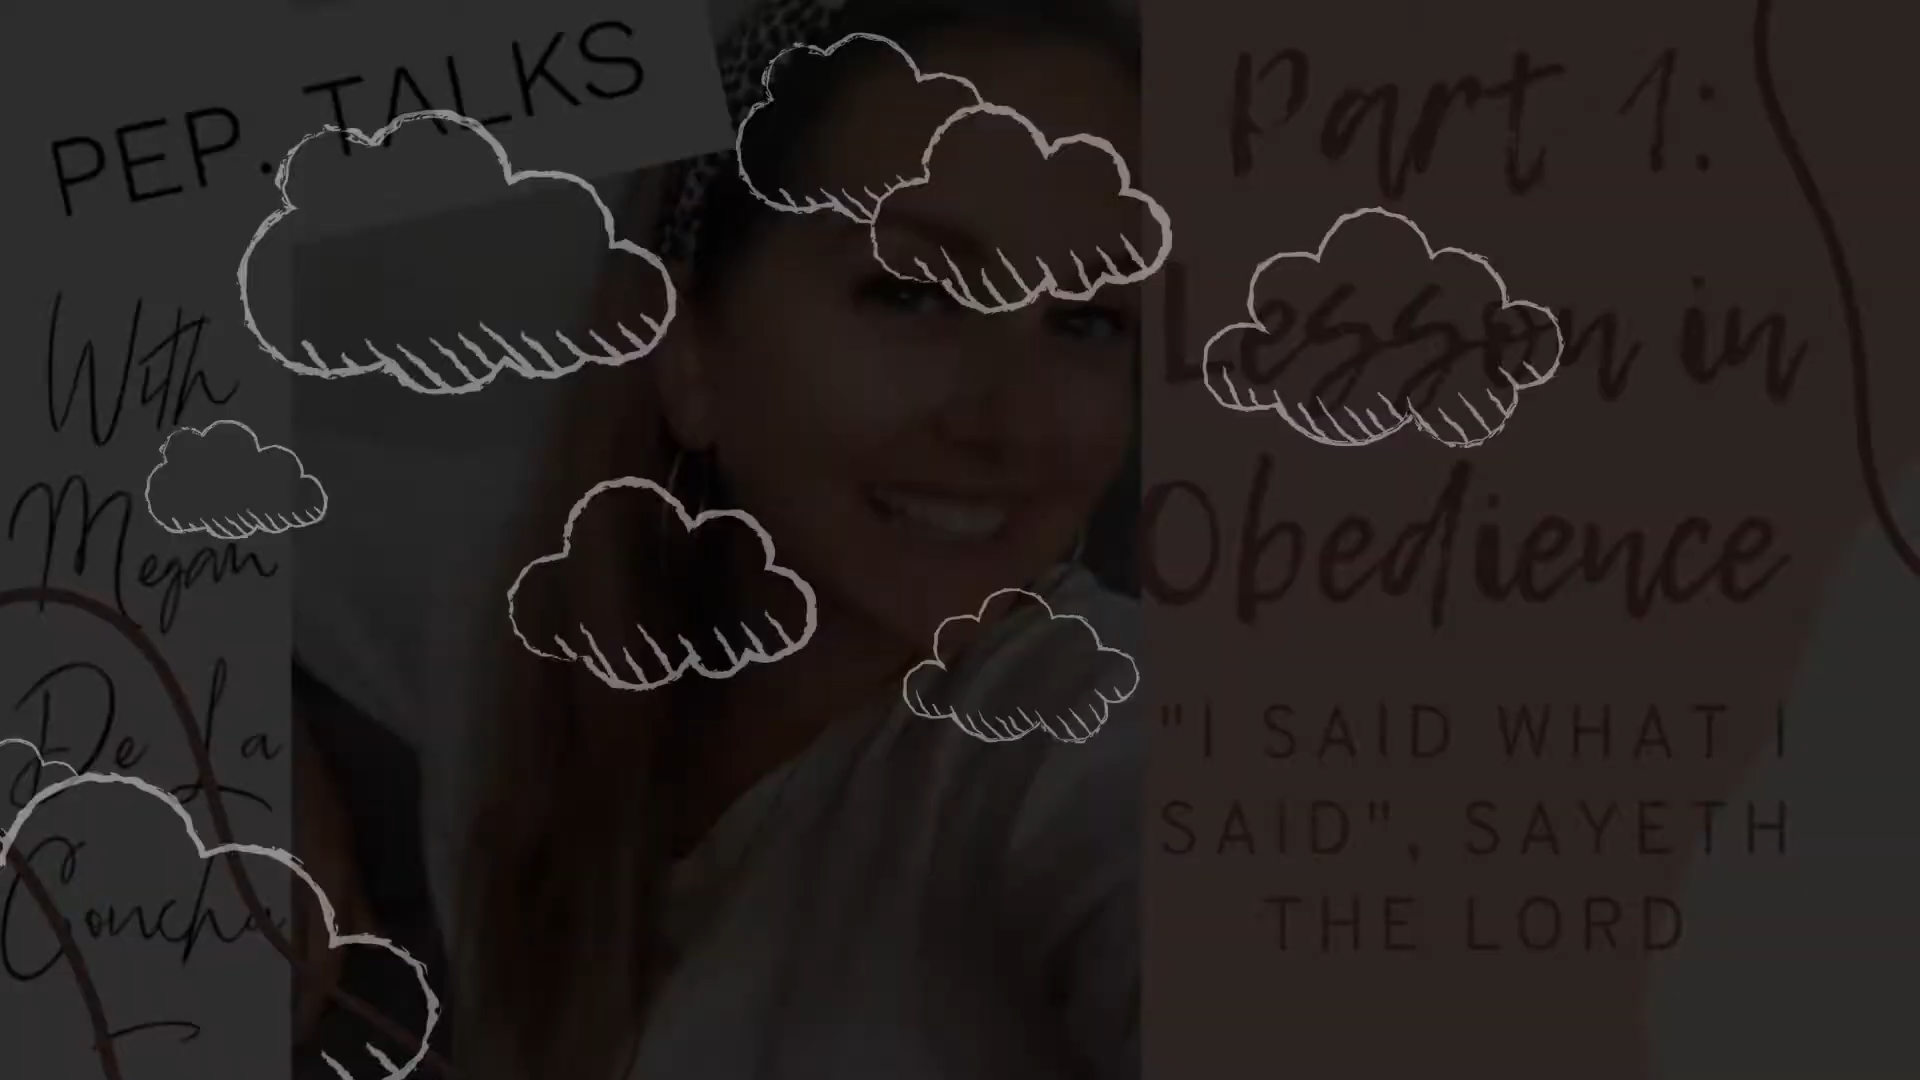 PEP. TALKS
With
Megan
De La
Concha
Part 1:
Lesson in
Obedience
"I SAID WHAT I
SAID", SAYETH
THE LORD